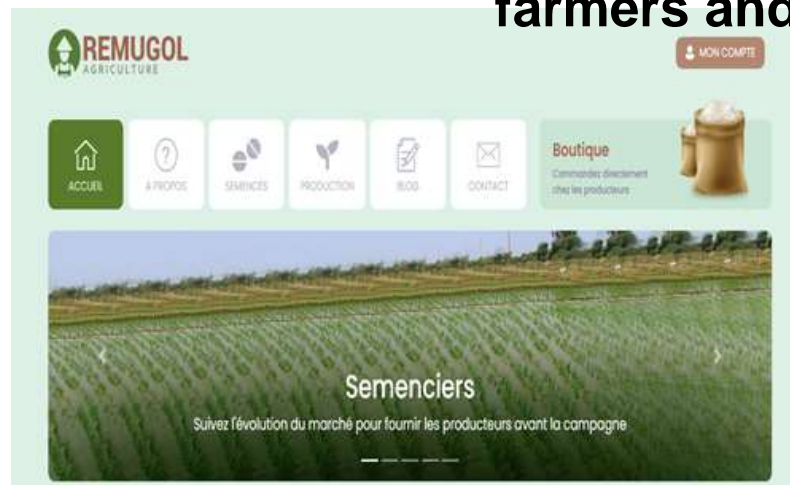 farmers and
REMUGOL
AGRICULTURE
MON COMPTE
ACCUEIL
A PROPOS
SEMENCES
PRODUCTION
BLOG
CONTACT
Boutique
Commandez directement
chez les producteurs
Semenciers
Suivez l'évolution du marché pour fournir les producteurs avant la campagne